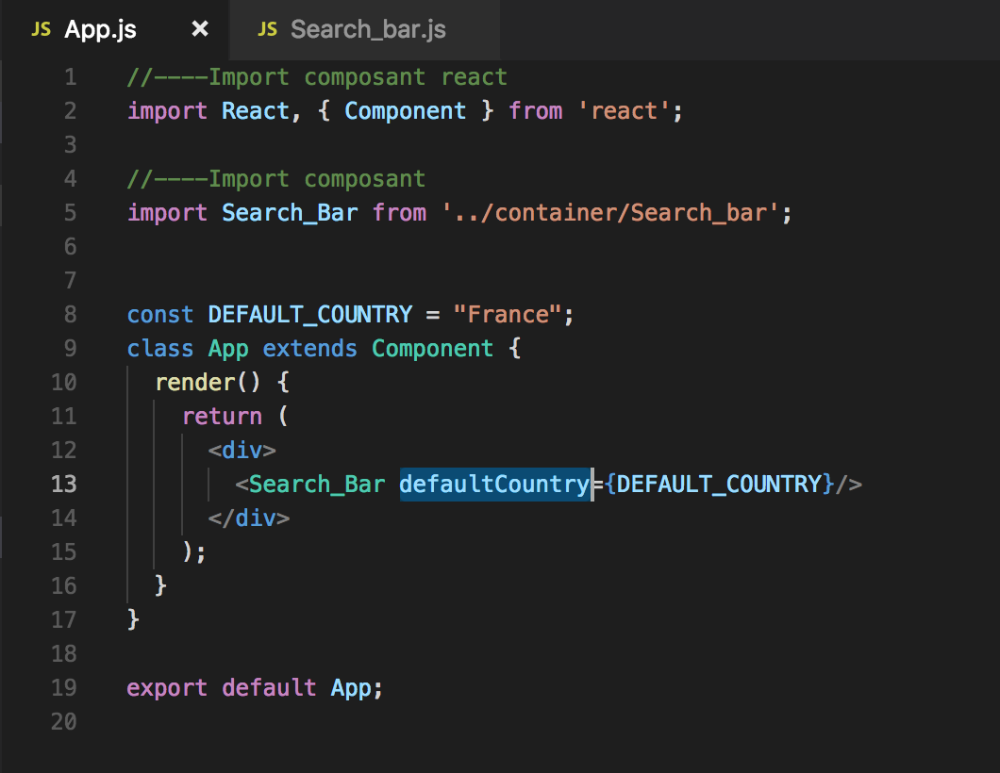 JS App.js × JS Search_bar.js
1 //----Import composant react
2 import React, { Component } from 'react';
3
4 //----Import composant
5 import Search_Bar from '../container/Search_bar';
6
7
8 const DEFAULT_COUNTRY = "France";
9 class App extends Component {
10 render() {
11 return (
12 <div>
13 <Search_Bar defaultCountry={DEFAULT_COUNTRY}/>
14 </div>
15 );
16 }
17 }
18
19 export default App;
20